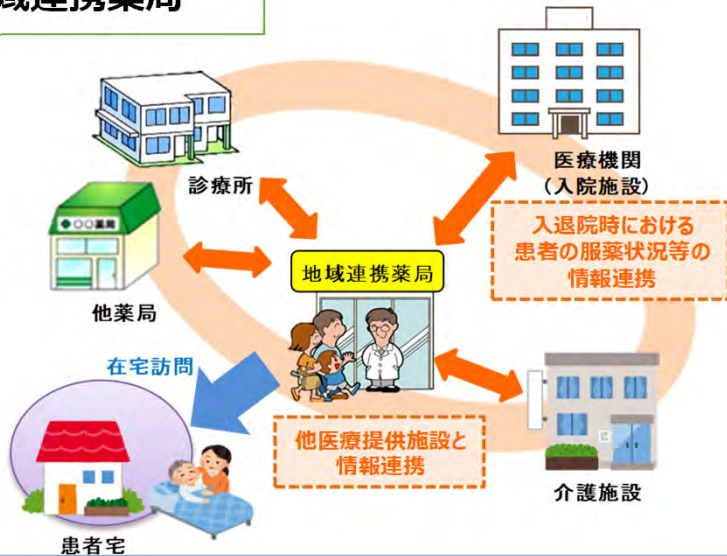 域連携薬局
診療所
医療機関
(入院施設)
入退院時における
患者の服薬状況等の
情報連携
○○薬局
他薬局
地域連携薬局
在宅訪問
他医療提供施設と
情報連携
介護施設
患者宅